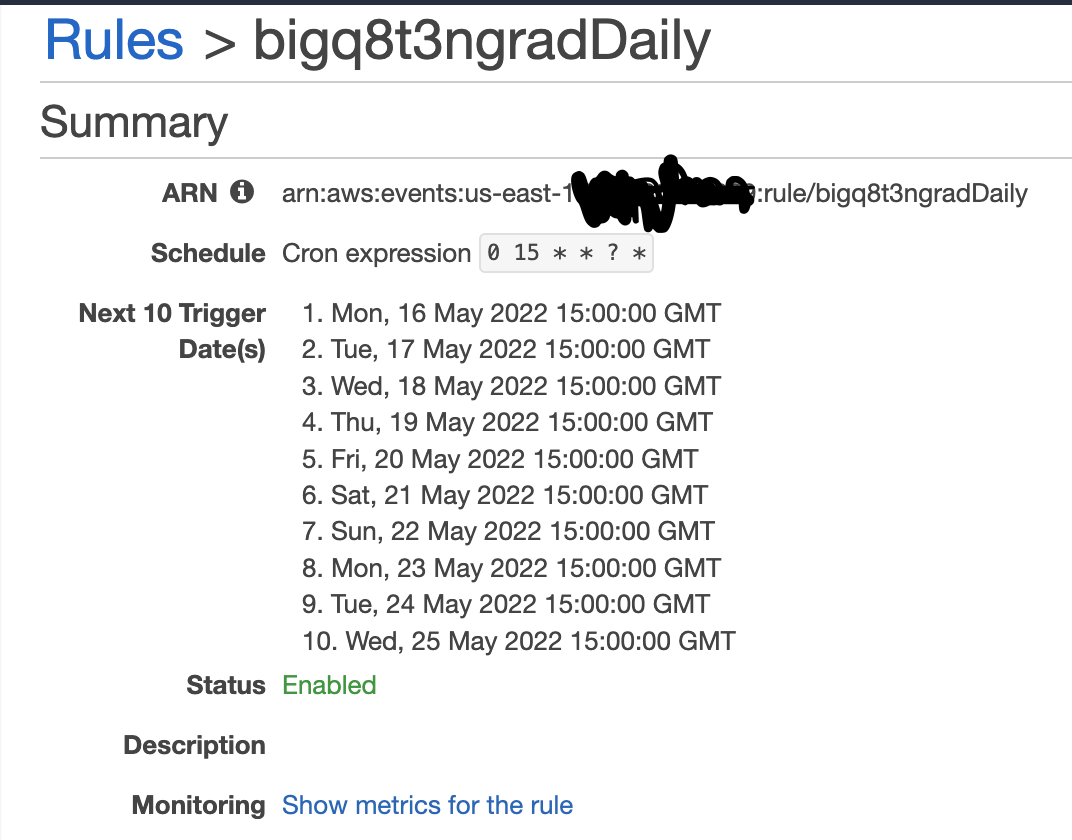 Rules > bigq8t3ngradDaily
Summary
ARN arn:aws:events:us-east-1 :rule/bigq8t3ngradDaily
Schedule Cron expression 0 15 * * ? *
Next 10 Trigger Date(s)
1. Mon, 16 May 2022 15:00:00 GMT
2. Tue, 17 May 2022 15:00:00 GMT
3. Wed, 18 May 2022 15:00:00 GMT
4. Thu, 19 May 2022 15:00:00 GMT
5. Fri, 20 May 2022 15:00:00 GMT
6. Sat, 21 May 2022 15:00:00 GMT
7. Sun, 22 May 2022 15:00:00 GMT
8. Mon, 23 May 2022 15:00:00 GMT
9. Tue, 24 May 2022 15:00:00 GMT
10. Wed, 25 May 2022 15:00:00 GMT
Status Enabled
Description
Monitoring Show metrics for the rule